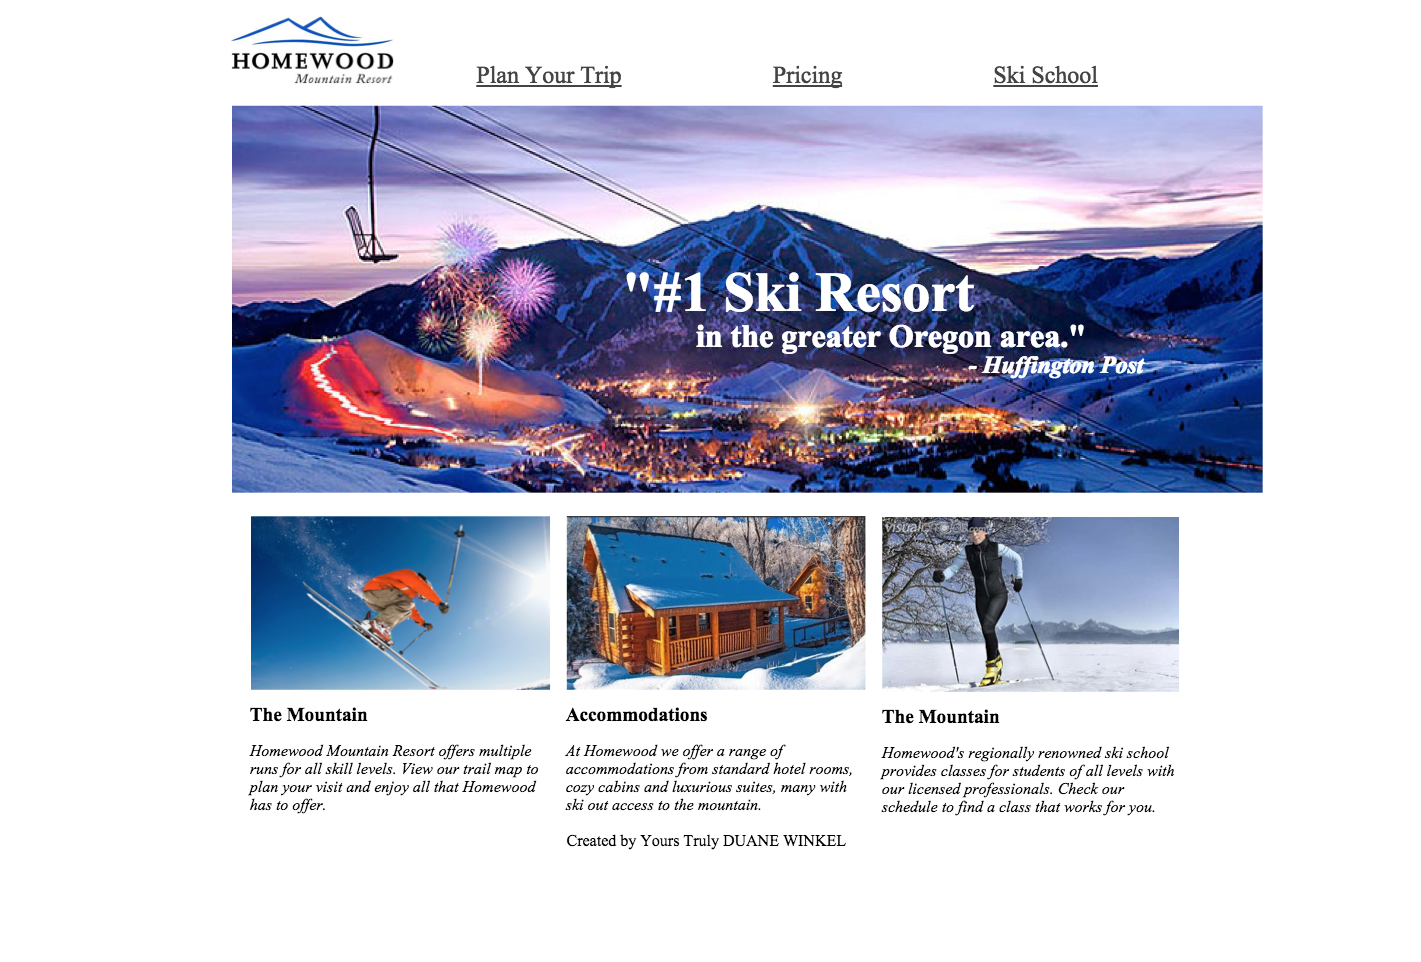 HOMEWOOD
Mountain Resort
Plan Your Trip
Pricing
Ski School
"#1 Ski Resort
in the greater Oregon area."
- Huffington Post
The Mountain
Homewood Mountain Resort offers multiple
runs for all skill levels. View our trail map to
plan your visit and enjoy all that Homewood
has to offer.
Accommodations
At Homewood we offer a range of
accommodations from standard hotel rooms,
cozy cabins and luxurious suites, many with
ski out access to the mountain.
The Mountain
Homewood's regionally renowned ski school
provides classes for students of all levels with
our licensed professionals. Check our
schedule to find a class that works for you.
Created by Yours Truly DUANE WINKEL